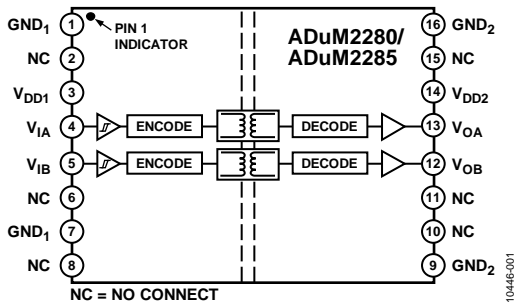 GND1 1 PIN 1 INDICATOR ADuM2280/ 16 GND2
NC 2 ADuM2285 15 NC
VDD1 3 14 VDD2
VIA 4 ENCODE DECODE 13 VOA
VIB 5 ENCODE DECODE 12 VOB
NC 6 11 NC
GND1 7 10 NC
NC 8 9 GND2
NC = NO CONNECT
10446-001